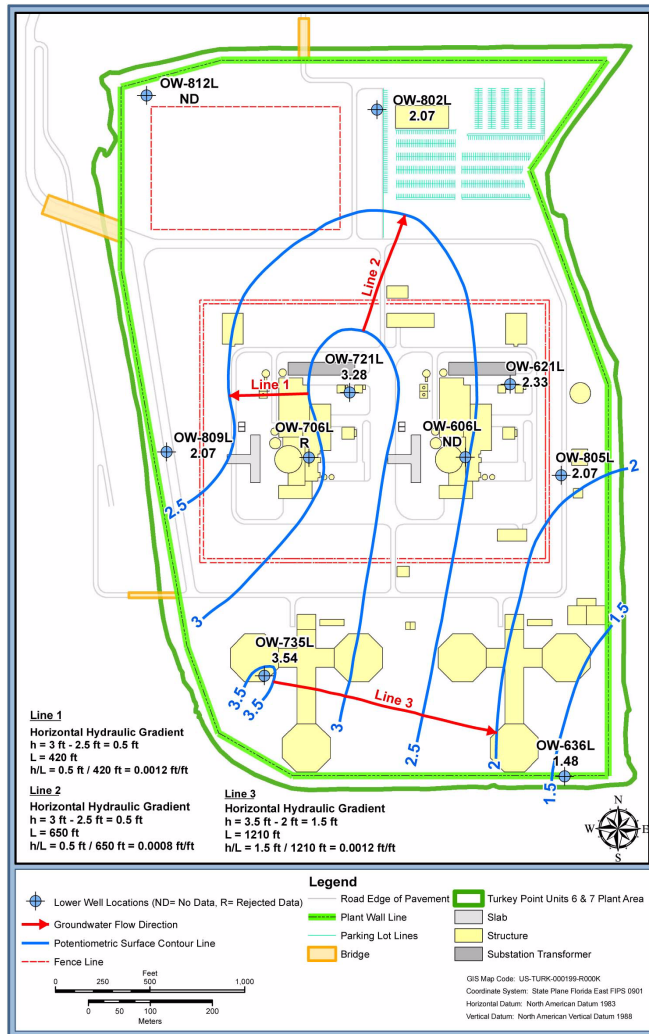 OW-812L
ND
OW-802L
2.07
Line 2
OW-721L
3.28
OW-621L
2.33
Line 1
OW-706L
R
OW-606L
ND
OW-809L
2.07
OW-805L
2.07
2
2.5
3
1.5
OW-735L
3.54
3.5
3.5
Line 3
3
2.5
2
OW-636L
1.48
1.5
Line 1
Horizontal Hydraulic Gradient
h = 3 ft - 2.5 ft = 0.5 ft
L = 420 ft
h/L = 0.5 ft / 420 ft = 0.0012 ft/ft
Line 2
Horizontal Hydraulic Gradient
h = 3 ft - 2.5 ft = 0.5 ft
L = 650 ft
h/L = 0.5 ft / 650 ft = 0.0008 ft/ft
Line 3
Horizontal Hydraulic Gradient
h = 3.5 ft - 2 ft = 1.5 ft
L = 1210 ft
h/L = 1.5 ft / 1210 ft = 0.0012 ft/ft
N
W E
S
Legend
Lower Well Locations (ND= No Data, R= Rejected Data)
Groundwater Flow Direction
Potentiometric Surface Contour Line
Fence Line
Road Edge of Pavement
Plant Wall Line
Parking Lot Lines
Bridge
Turkey Point Units 6 & 7 Plant Area
Slab
Structure
Substation Transformer
Feet
0 250 500 1,000
0 50 100 200
Meters
GIS Map Code: US-TURK-000199-R000K
Coordinate System: State Plane Florida East FIPS 0901
Horizontal Datum: North American Datum 1983
Vertical Datum: North American Vertical Datum 1988